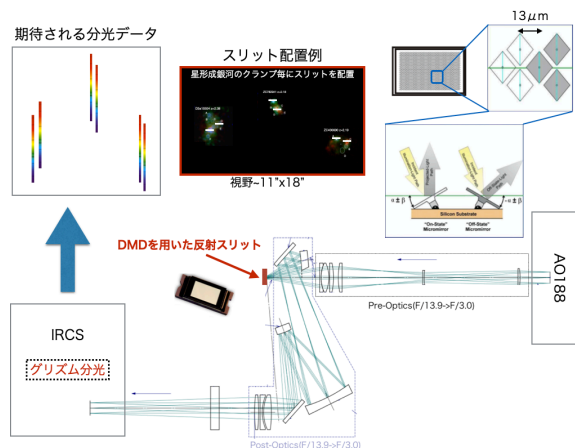 期待される分光データ
スリット配置例
星形成銀河のクランプ毎にスリットを配置
視野~11"x18"
13μm
α ± β
Silicon Substrate
"On-State"
Micromirror
"Off-State"
Micromirror
DMDを用いた反射スリット
AO188
Pre-Optics(F/13.9->F/3.0)
IRCS
グリズム分光
Post-Optics(F/13.9->F/3.0)